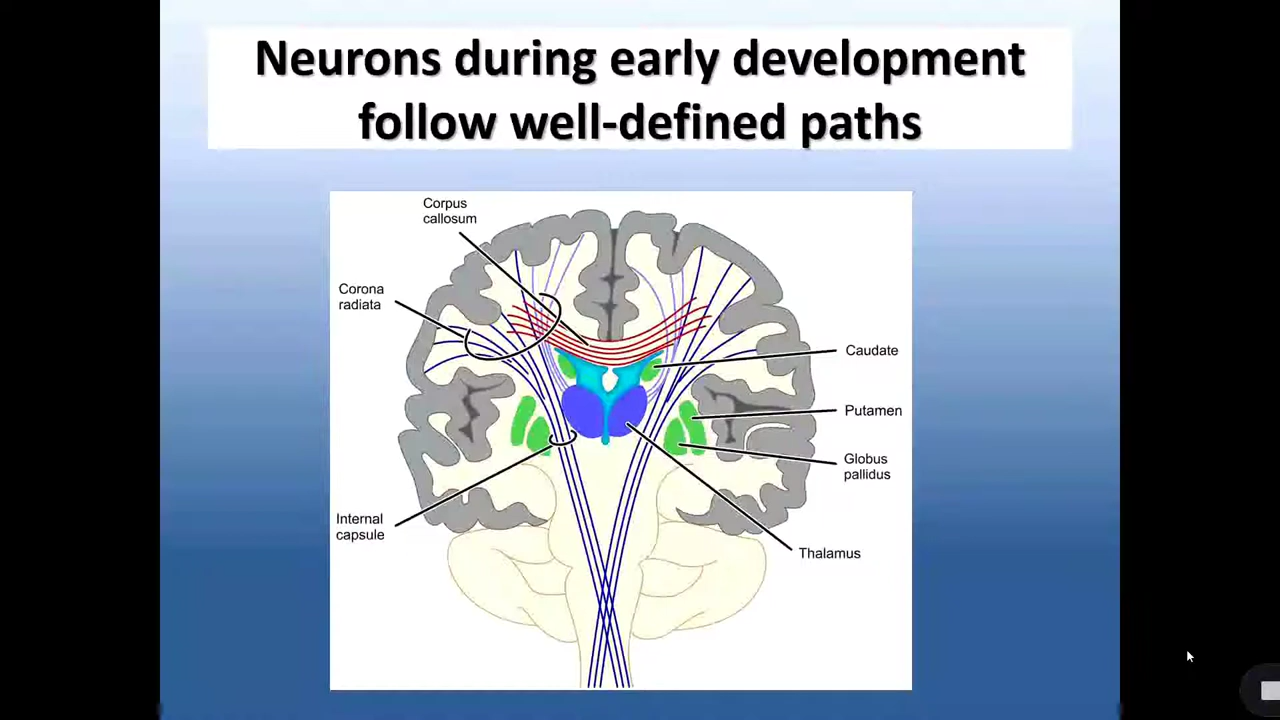 Neurons during early development
follow well-defined paths
Corpus
callosum
Corona
radiata
Caudate
Putamen
Globus
pallidus
Internal
capsule
Thalamus